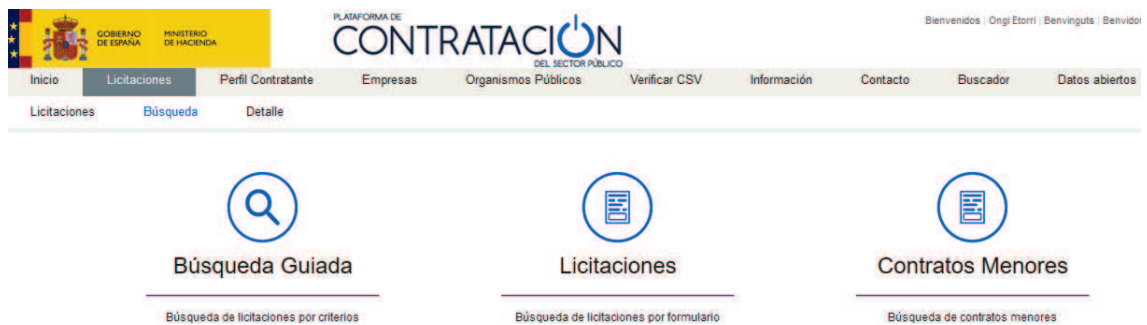 GOBIERNO DE ESPAÑA
MINISTERIO DE HACIENDA
PLATAFORMA DE
CONTRATACIÓN
DEL SECTOR PÚBLICO
Bienvenidos | Ongi Etorri | Benvinguts | Benvidos
Inicio Licitaciones Perfil Contratante Empresas Organismos Públicos Verificar CSV Información Contacto Buscador Datos abiertos
Licitaciones Búsqueda Detalle
Búsqueda Guiada Licitaciones Contratos Menores
Búsqueda de licitaciones por criterios Búsqueda de licitaciones por formulario Búsqueda de contratos menores